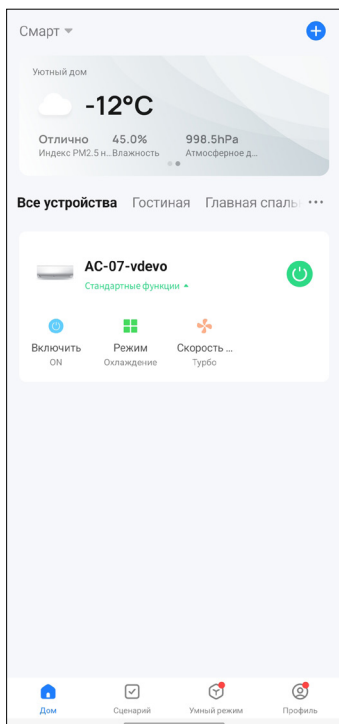 Смарт
Уютный дом
-12°C
Отлично 45.0% 998.5hPa
Индекс PM2.5 н... Влажность Атмосферное д...
Все устройства Гостиная Главная спаль ...
AC-07-vdevo
Стандартные функции
Включить Режим Скорость ...
ON Охлаждение Турбо
Дом Сценарий Умный режим Профиль